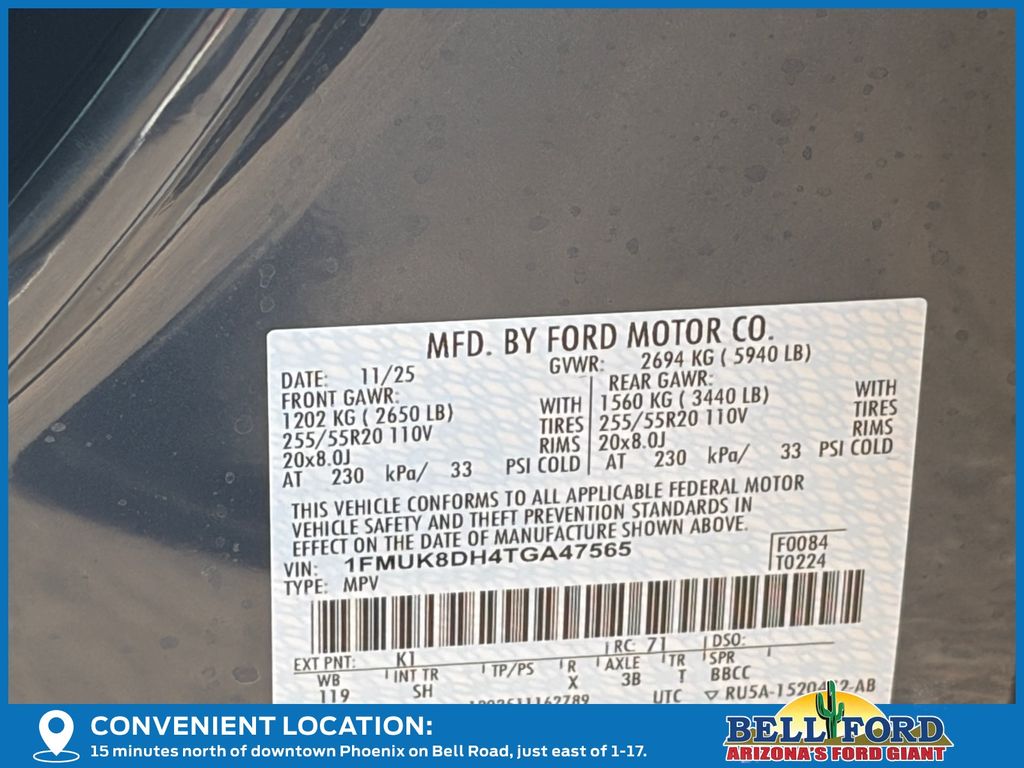 MFD. BY FORD MOTOR CO.
DATE: 11/25
GVWR: 2694 KG ( 5940 LB)
FRONT GAWR:
1202 KG ( 2650 LB) WITH
255/55R20 110V TIRES
20x8.0J RIMS
AT 230 kPa/ 33 PSI COLD
REAR GAWR:
1560 KG ( 3440 LB) WITH
255/55R20 110V TIRES
20x8.0J RIMS
AT 230 kPa/ 33 PSI COLD
THIS VEHICLE CONFORMS TO ALL APPLICABLE FEDERAL MOTOR
VEHICLE SAFETY AND THEFT PREVENTION STANDARDS IN
EFFECT ON THE DATE OF MANUFACTURE SHOWN ABOVE.
VIN: 1FMUK8DH4TGA47565
TYPE: MPV
F0084
T0224
EXT PNT: K1 RC: 71 DSO:
WB INT TR TP/PS R AXLE TR SPR
119 SH X 3B T BBCC
UTC
CONVENIENT LOCATION:
15 minutes north of downtown Phoenix on Bell Road, just east of 1-17.
BELL FORD
ARIZONA'S FORD GIANT